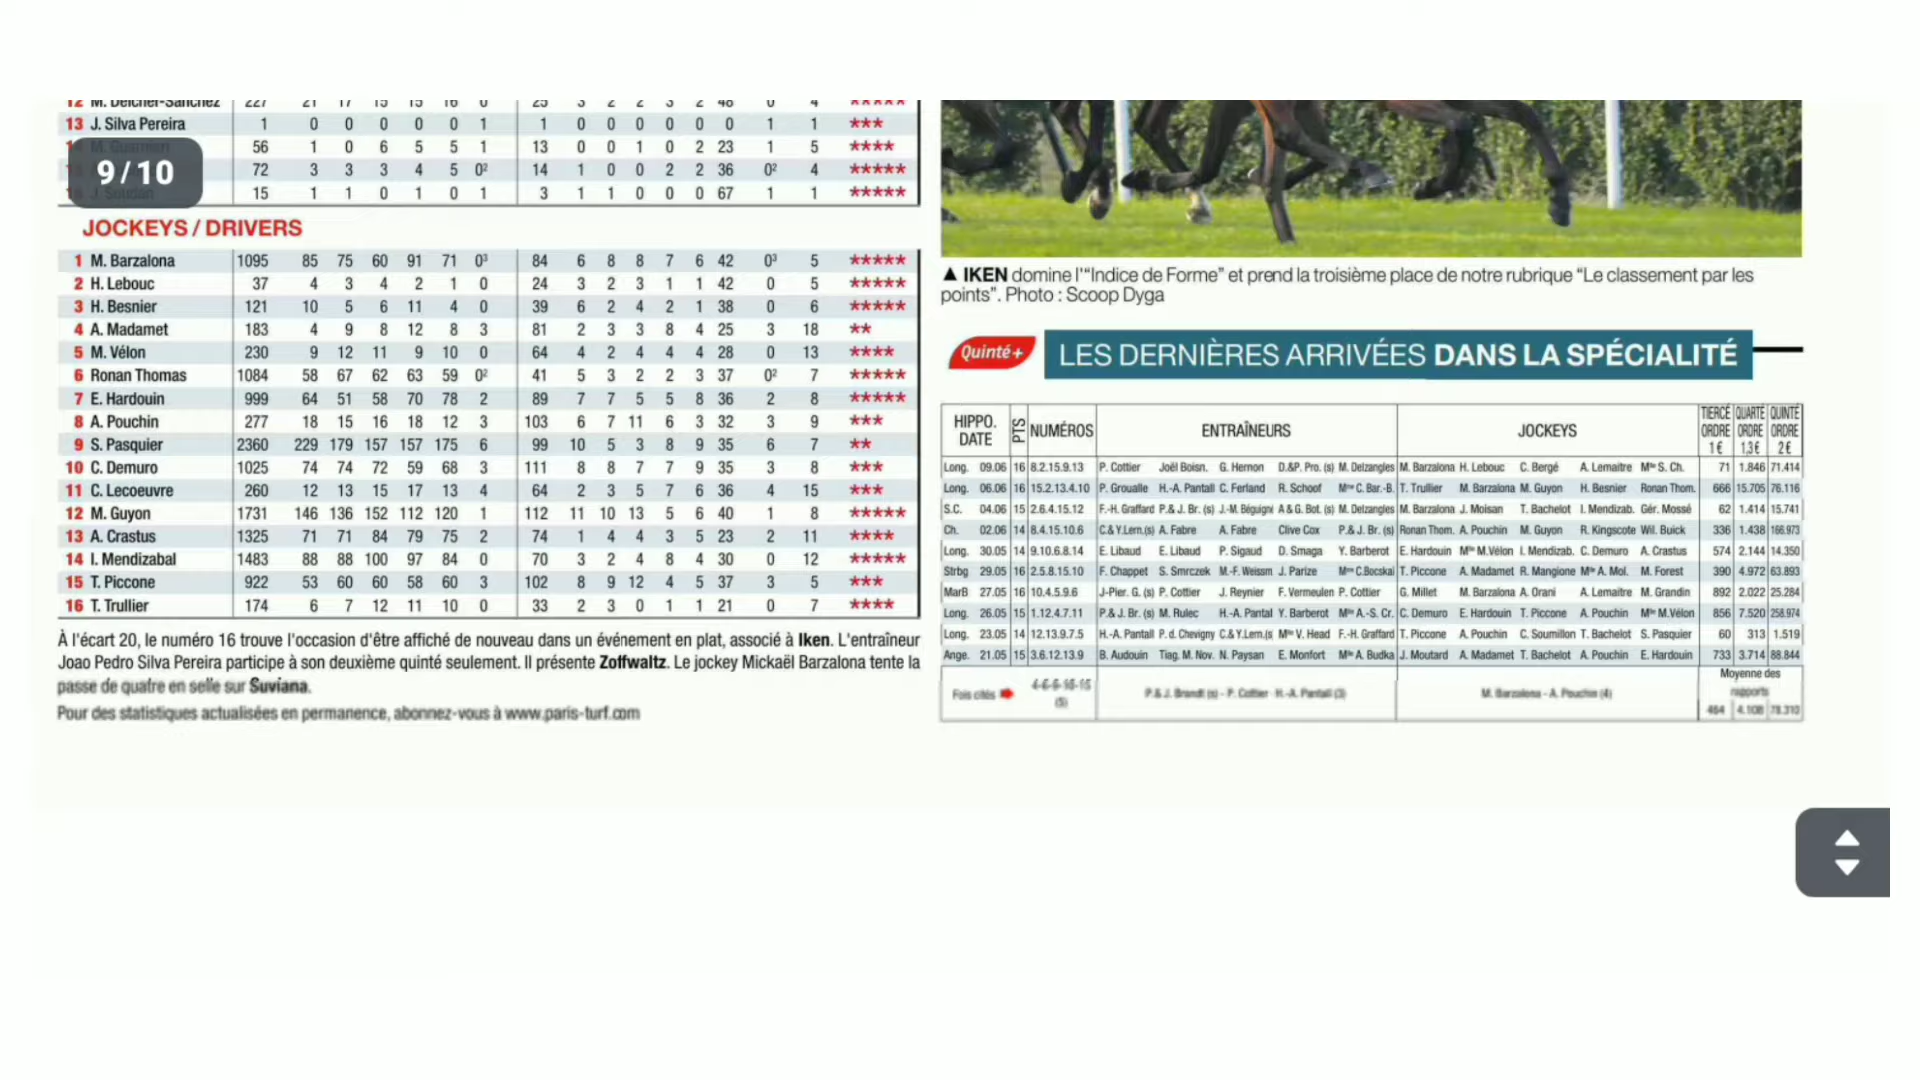 12 M. Delcher-Sanchez 227 21 17 15 15 16 0 25 3 2 2 3 2 48 0 4 *****
13 J. Silva Pereira 1 0 0 0 0 0 1 1 0 0 0 0 0 0 1 1 ***
56 1 0 6 5 5 1 13 0 0 1 0 2 23 1 5 ****
72 3 3 3 4 5 0² 14 1 0 0 2 2 36 0² 4 *****
J. Soudan 15 1 1 0 1 0 1 3 1 1 0 0 0 67 1 1 *****
9/10
JOCKEYS / DRIVERS
1 M. Barzalona 1095 85 75 60 91 71 0³ 84 6 8 8 7 6 42 0³ 5 *****
2 H. Lebouc 37 4 3 4 2 1 0 24 3 2 3 1 1 42 0 5 *****
3 H. Besnier 121 10 5 6 11 4 0 39 6 2 4 2 1 38 0 6 *****
4 A. Madamet 183 4 9 8 12 8 3 81 2 3 3 8 4 25 3 18 **
5 M. Vélon 230 9 12 11 9 10 0 64 4 2 4 4 4 28 0 13 ****
6 Ronan Thomas 1084 58 67 62 63 59 0² 41 5 3 2 2 3 37 0² 7 *****
7 E. Hardouin 999 64 51 58 70 78 2 89 7 7 5 5 8 36 2 8 *****
8 A. Pouchin 277 18 15 16 18 12 3 103 6 7 11 6 3 32 3 9 ***
9 S. Pasquier 2360 229 179 157 157 175 6 99 10 5 3 8 9 35 6 7 **
10 C. Demuro 1025 74 74 72 59 68 3 111 8 8 7 7 9 35 3 8 ***
11 C. Lecoeuvre 260 12 13 15 17 13 4 64 2 3 5 7 6 36 4 15 ***
12 M. Guyon 1731 146 136 152 112 120 1 112 11 10 13 5 6 40 1 8 *****
13 A. Crastus 1325 71 71 84 79 75 2 74 1 4 4 3 5 23 2 11 ****
14 I. Mendizabal 1483 88 88 100 97 84 0 70 3 2 4 8 4 30 0 12 *****
15 T. Piccone 922 53 60 60 58 60 3 102 8 9 12 4 5 37 3 5 ***
16 T. Trullier 174 6 7 12 11 10 0 33 2 3 0 1 1 21 0 7 ****
À l'écart 20, le numéro 16 trouve l'occasion d'être affiché de nouveau dans un événement en plat, associé à Iken. L'entraîneur
Joao Pedro Silva Pereira participe à son deuxième quinté seulement. Il présente Zoffwaltz. Le jockey Mickaël Barzalona tente la
passe de quatre en selle sur Suviana.
Pour des statistiques actualisées en permanence, abonnez-vous à www.paris-turf.com
▲ IKEN domine l'“Indice de Forme” et prend la troisième place de notre rubrique “Le classement par les
points”. Photo : Scoop Dyga
Quinté+ LES DERNIÈRES ARRIVÉES DANS LA SPÉCIALITÉ
HIPPO. DATE PTS NUMÉROS ENTRAÎNEURS JOCKEYS TIERCÉ ORDRE 1 € QUARTÉ ORDRE 1,3 € QUINTÉ ORDRE 2 €
Long. 09.06 16 8.2.15.9.13 P. Cottier Joël Boisn. G. Hernon D.&P. Pro. (s) M. Delzangles M. Barzalona H. Lebouc C. Bergé A. Lemaitre Mlle S. Ch. 71 1.846 71.414
Long. 06.06 16 15.2.13.4.10 P. Groualle H.-A. Pantall C. Ferland R. Schoof Mme C. Bar.-B. T. Trullier M. Barzalona M. Guyon H. Besnier Ronan Thom. 666 15.705 76.116
S.C. 04.06 15 2.6.4.15.12 F.-H. Graffard P.& J. Br. (s) J.-M. Béguigné A & G. Bot. (s) M. Delzangles M. Barzalona J. Moisan T. Bachelot I. Mendizab. Gér. Mossé 62 1.414 15.741
Ch. 02.06 14 8.4.15.10.6 C.& Y.Lern.(s) A. Fabre A. Fabre Clive Cox P.& J. Br. (s) Ronan Thom. A. Pouchin M. Guyon R. Kingscote Wil. Buick 336 1.438 166.973
Long. 30.05 14 9.10.6.8.14 E. Libaud E. Libaud P. Sigaud D. Smaga Y. Barberot E. Hardouin Mlle M.Vélon I. Mendizab. C. Demuro A. Crastus 574 2.144 14.350
Strbg 29.05 16 2.5.8.15.10 F. Chappet S. Smrczek M.-F. Weissm J. Parize Mme C.Bocskai T. Piccone A. Madamet R. Mangione Mlle A. Mol. M. Forest 390 4.972 63.893
MarB 27.05 16 10.4.5.9.6 J-Pier. G. (s) P. Cottier J. Reynier F. Vermeulen P. Cottier G. Millet M. Barzalona A. Orani A. Lemaitre M. Grandin 892 2.022 25.284
Long. 26.05 15 1.12.4.7.11 P.& J. Br. (s) M. Rulec H.-A. Pantal Y. Barberot Mlle A.-S. Cr. C. Demuro E. Hardouin T. Piccone A. Pouchin Mlle M.Vélon 856 7.520 258.974
Long. 23.05 14 12.13.9.7.5 H.-A. Pantall P. d. Chevigny C.& Y.Lern.(s Mme V. Head F.-H. Graffard T. Piccone A. Pouchin C. Soumillon T. Bachelot S. Pasquier 60 313 1.519
Ange. 21.05 15 3.6.12.13.9 B. Audouin Tiag. M. Nov. N. Paysan E. Monfort Mlle A. Budka J. Moutard A. Madamet T. Bachelot A. Pouchin E. Hardouin 733 3.714 88.844
Fois cités (5) P.& J. Brandt (s) - P. Cottier H.-A. Pantall (3) M. Barzalona - A. Pouchin (4) Moyenne des rapports 464 4.108 78.310